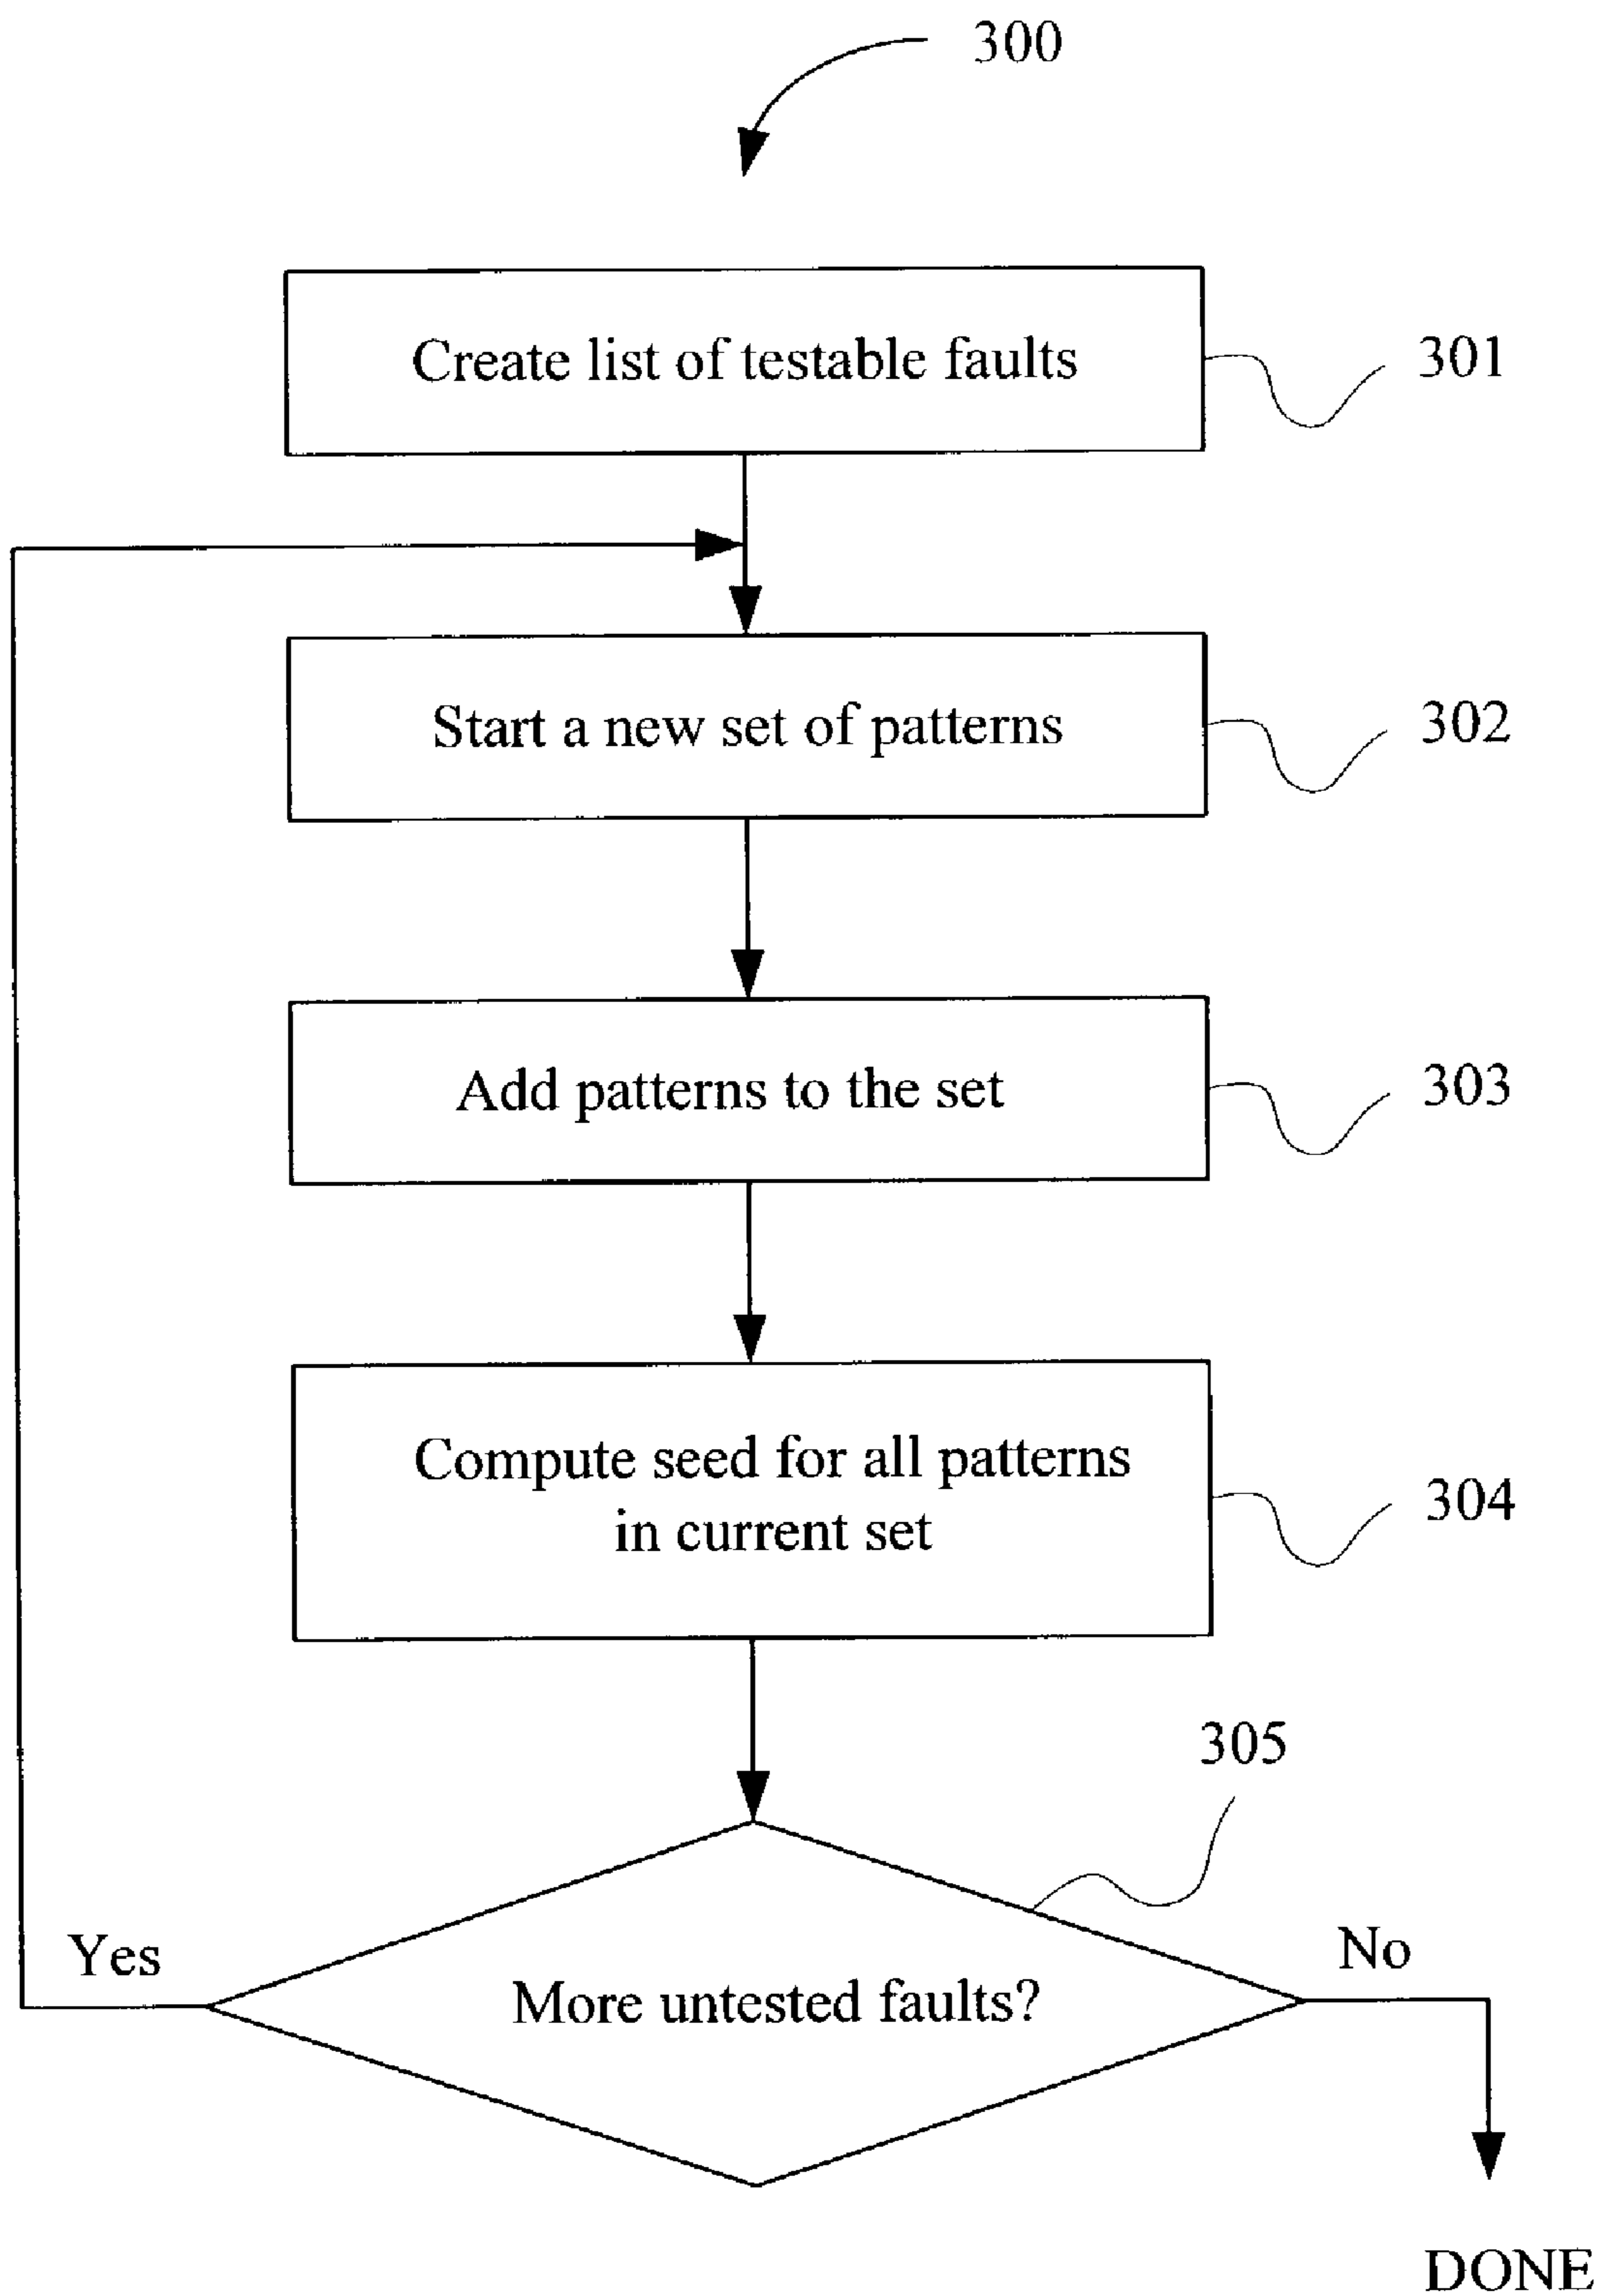 300
Create list of testable faults
301
Start a new set of patterns
302
Add patterns to the set
303
Compute seed for all patterns
in current set
304
305
Yes
More untested faults?
No
DONE